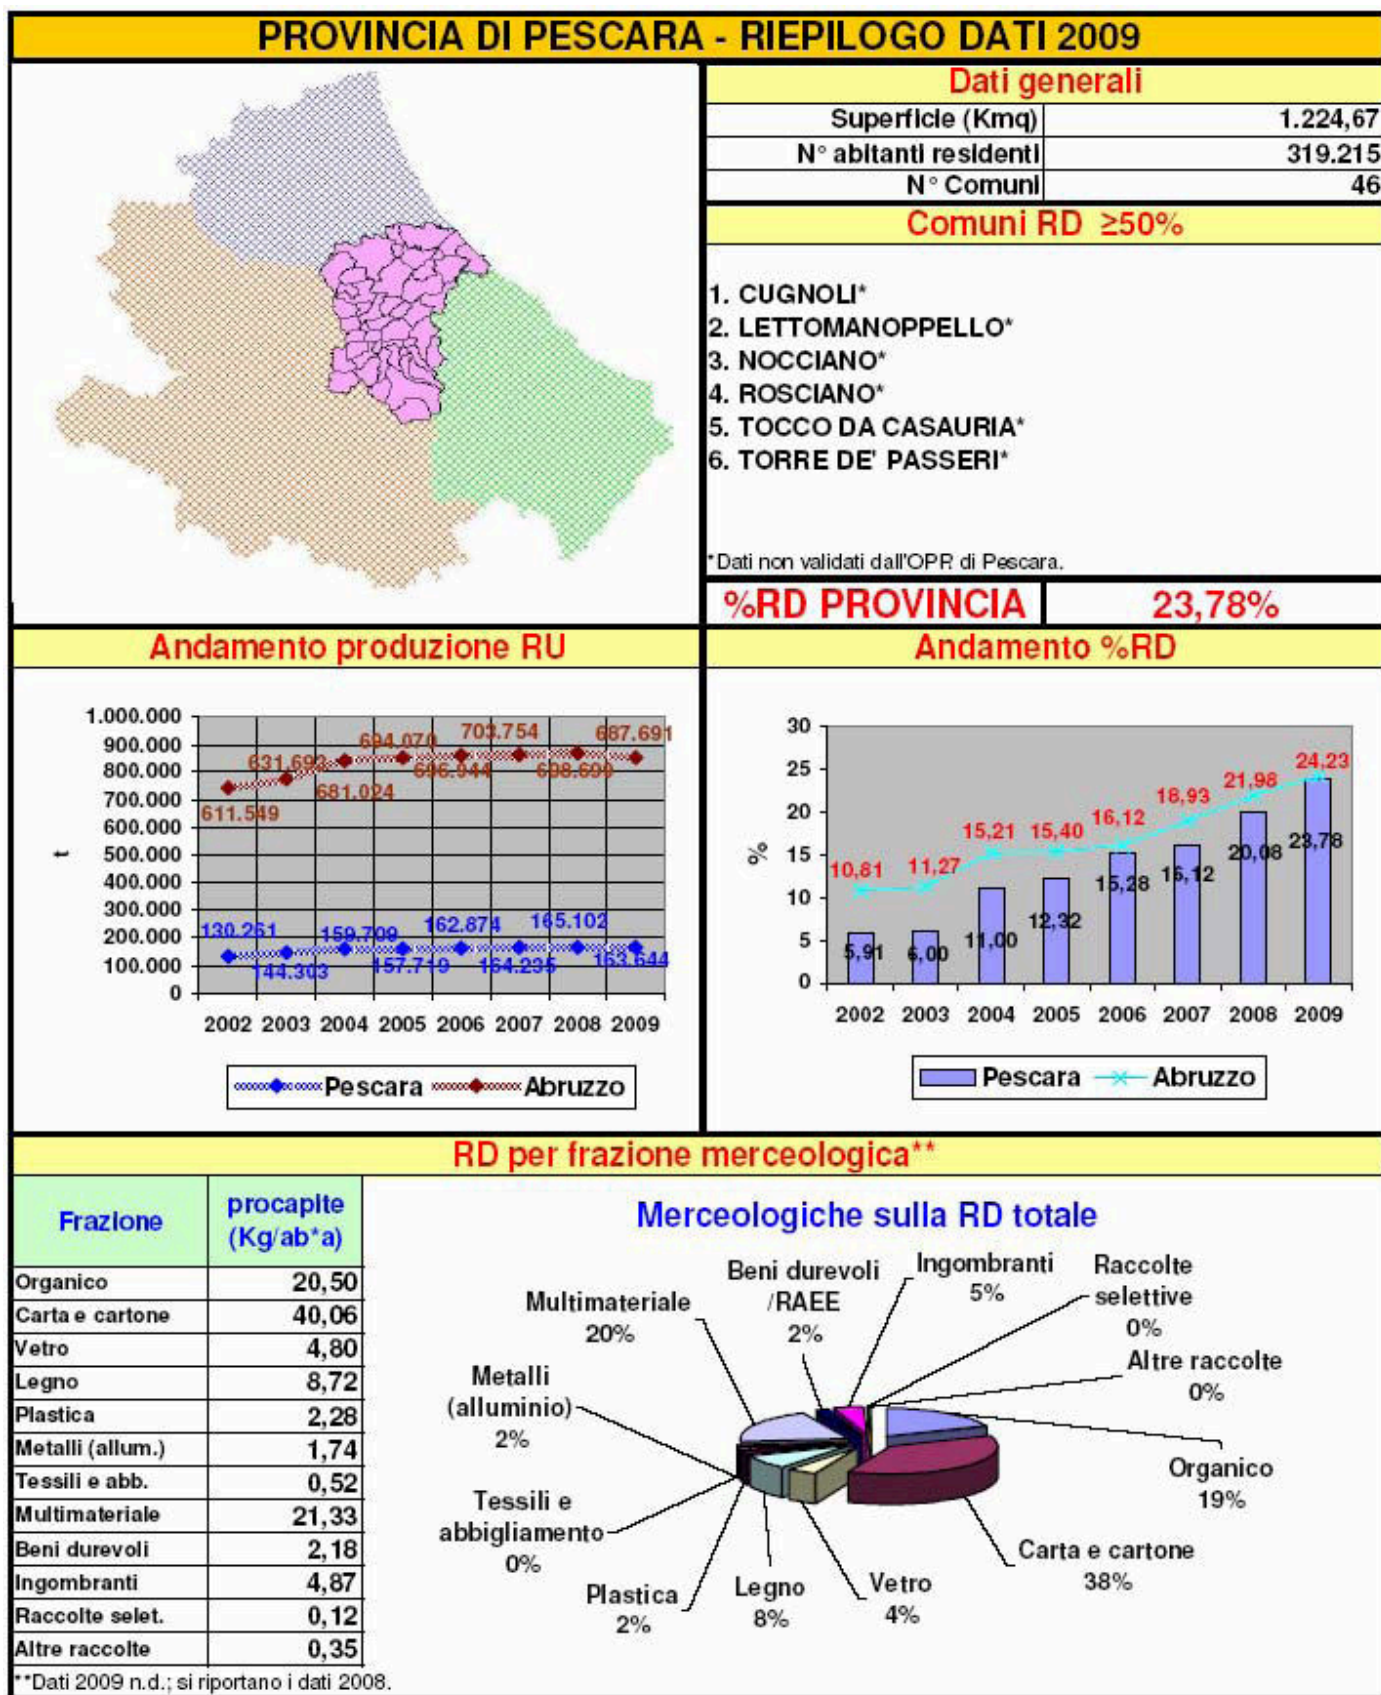 PROVINCIA DI PESCARA - RIEPILOGO DATI 2009
Dati generali
Superficie (Kmq) 1.224,67
N° abitanti residenti 319.215
N° Comuni 46
Comuni RD ≥50%
1. CUGNOLI*
2. LETTOMANOPPELLO*
3. NOCCIANO*
4. ROSCIANO*
5. TOCCO DA CASAURIA*
6. TORRE DE' PASSERI*
*Dati non validati dall'OPR di Pescara.
%RD PROVINCIA 23,78%
Andamento produzione RU
1.000.000
900.000
800.000
700.000
600.000
500.000
400.000
300.000
200.000
100.000
0
t
611.549
631.693
681.024
694.070
696.944
703.754
698.699
687.691
130.261
144.303
159.709
157.719
162.874
164.235
165.102
163.644
2002 2003 2004 2005 2006 2007 2008 2009
Pescara Abruzzo
Andamento %RD
30
25
20
15
10
5
0
%
10,81
11,27
15,21
15,40
16,12
18,93
21,98
24,23
5,91
6,00
11,00
12,32
15,28
16,12
20,08
23,78
2002 2003 2004 2005 2006 2007 2008 2009
Pescara Abruzzo
RD per frazione merceologica**
Frazione procapite
(Kg/ab*a)
Organico 20,50
Carta e cartone 40,06
Vetro 4,80
Legno 8,72
Plastica 2,28
Metalli (allum.) 1,74
Tessili e abb. 0,52
Multimateriale 21,33
Beni durevoli 2,18
Ingombranti 4,87
Raccolte selet. 0,12
Altre raccolte 0,35
**Dati 2009 n.d.; si riportano i dati 2008.
Merceologiche sulla RD totale
Multimateriale
20%
Beni durevoli
/RAEE
2%
Ingombranti
5%
Raccolte
selettive
0%
Altre raccolte
0%
Metalli
(alluminio)
2%
Organico
19%
Tessili e
abbigliamento
0%
Carta e cartone
38%
Plastica
2%
Legno
8%
Vetro
4%